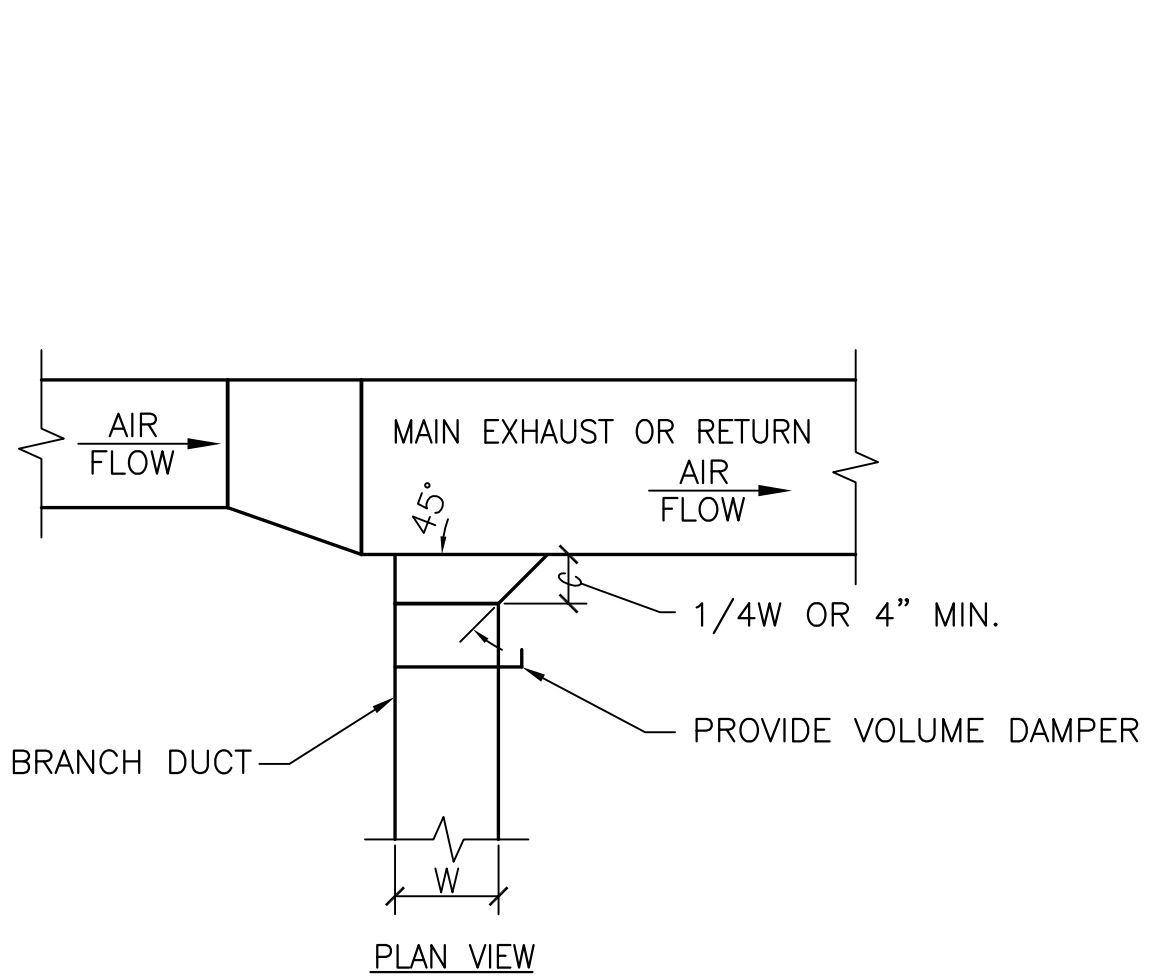 AIR
FLOW
MAIN EXHAUST OR RETURN
AIR
FLOW
45°
C
1/4W OR 4” MIN.
PROVIDE VOLUME DAMPER
BRANCH DUCT
W
PLAN VIEW